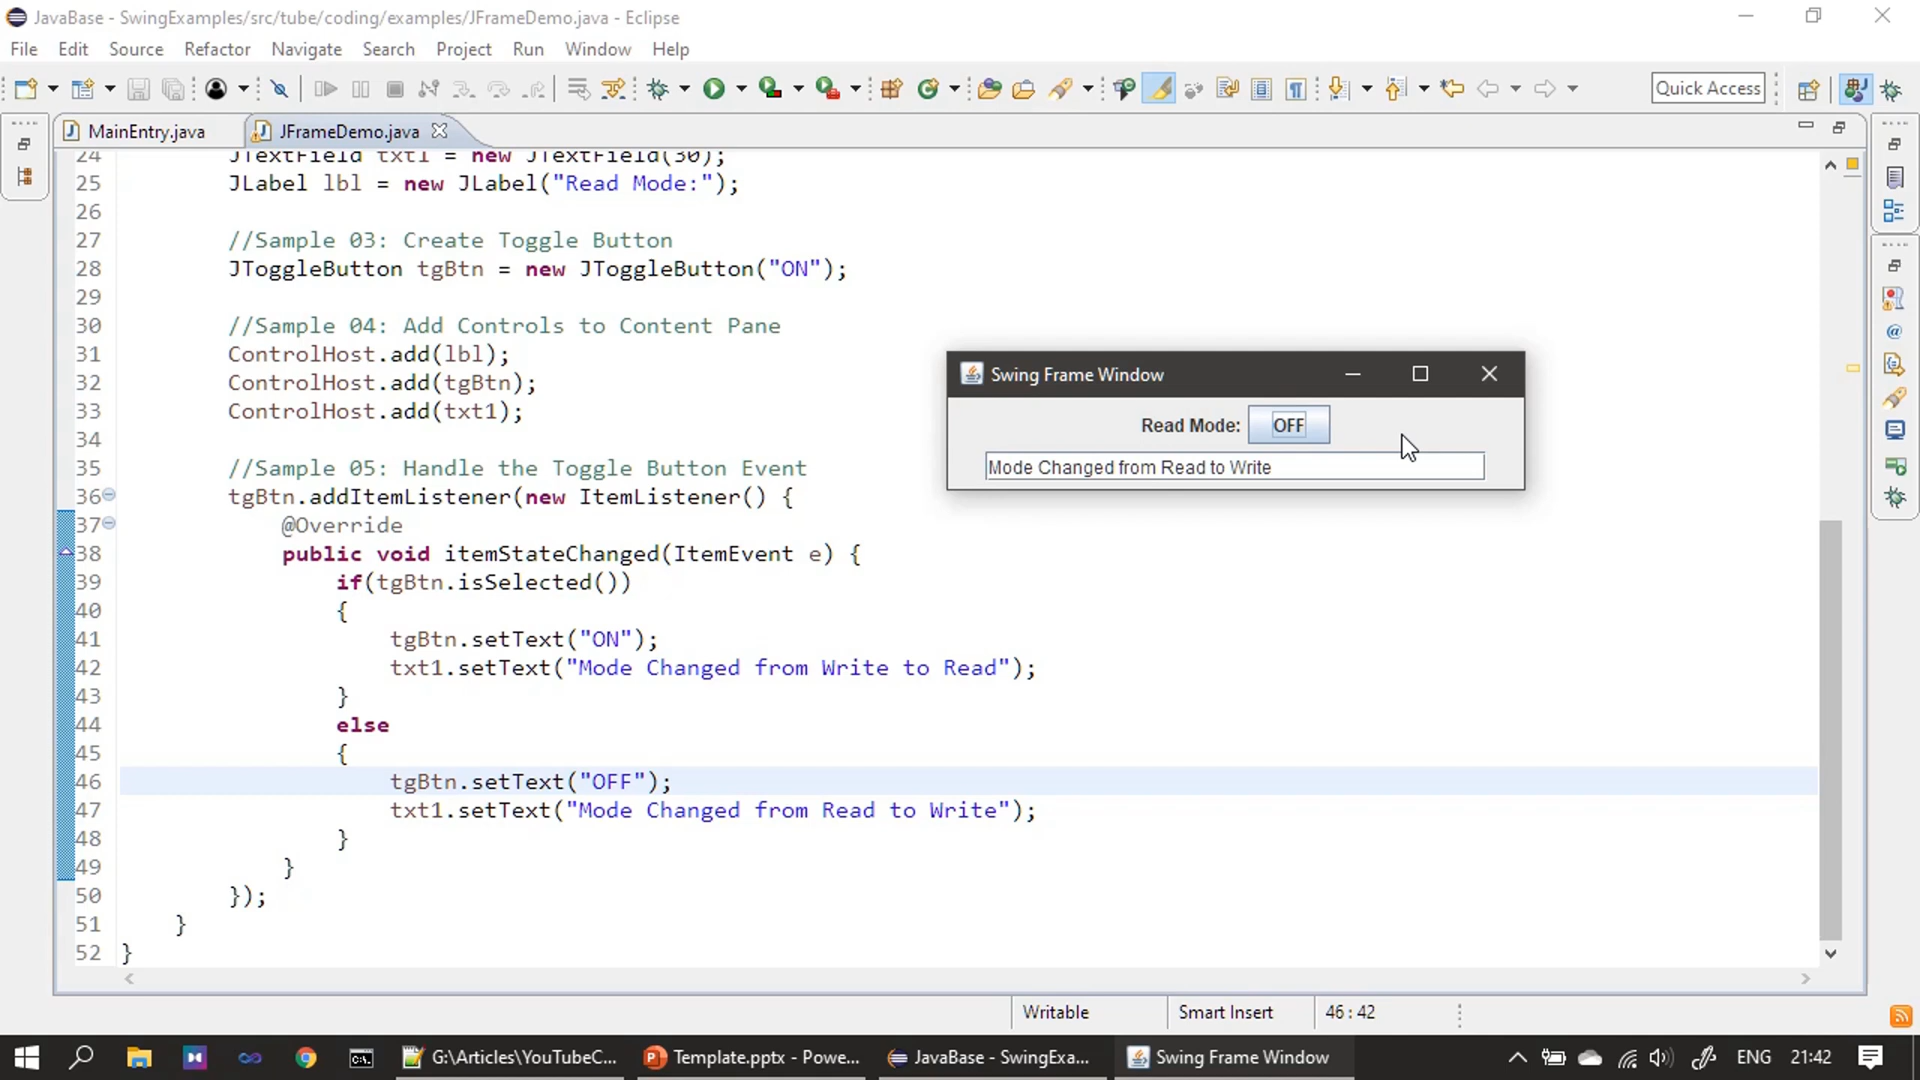 JavaBase - SwingExamples/src/tube/coding/examples/JFrameDemo.java - Eclipse
File Edit Source Refactor Navigate Search Project Run Window Help
Quick Access
MainEntry.java JFrameDemo.java
24 JTextField txt1 = new JTextField(30);
25 JLabel lbl = new JLabel("Read Mode:");
26
27 //Sample 03: Create Toggle Button
28 JToggleButton tgBtn = new JToggleButton("ON");
29
30 //Sample 04: Add Controls to Content Pane
31 ControlHost.add(lbl);
32 ControlHost.add(tgBtn);
33 ControlHost.add(txt1);
34
35 //Sample 05: Handle the Toggle Button Event
36 tgBtn.addItemListener(new ItemListener() {
37 @Override
38 public void itemStateChanged(ItemEvent e) {
39 if(tgBtn.isSelected())
40 {
41 tgBtn.setText("ON");
42 txt1.setText("Mode Changed from Write to Read");
43 }
44 else
45 {
46 tgBtn.setText("OFF");
47 txt1.setText("Mode Changed from Read to Write");
48 }
49 }
50 });
51 }
52 }
Swing Frame Window
Read Mode: OFF
Mode Changed from Read to Write
Writable Smart Insert 46 : 42
G:\Articles\YouTubeC... Template.pptx - Powe... JavaBase - SwingExa... Swing Frame Window ENG 21:42